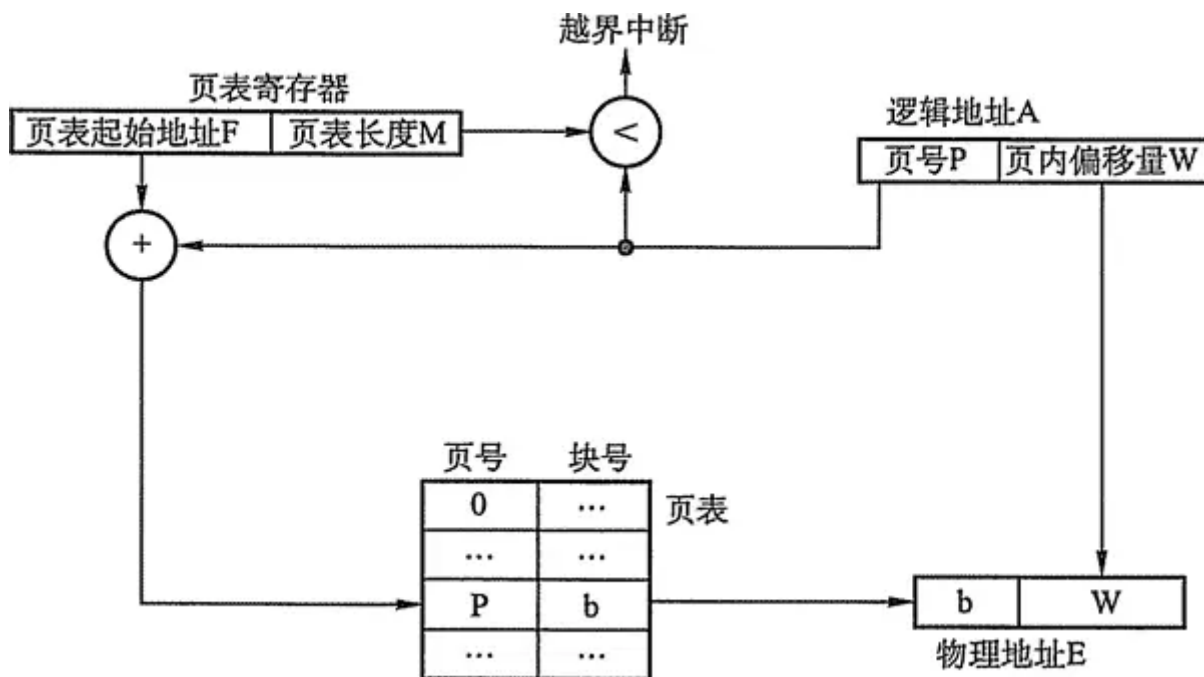 越界中断
页表寄存器
页表起始地址F 页表长度M
<
逻辑地址A
页号P 页内偏移量W
+
页号 块号
0 …
页表
… …
P b
… …
b W
物理地址E